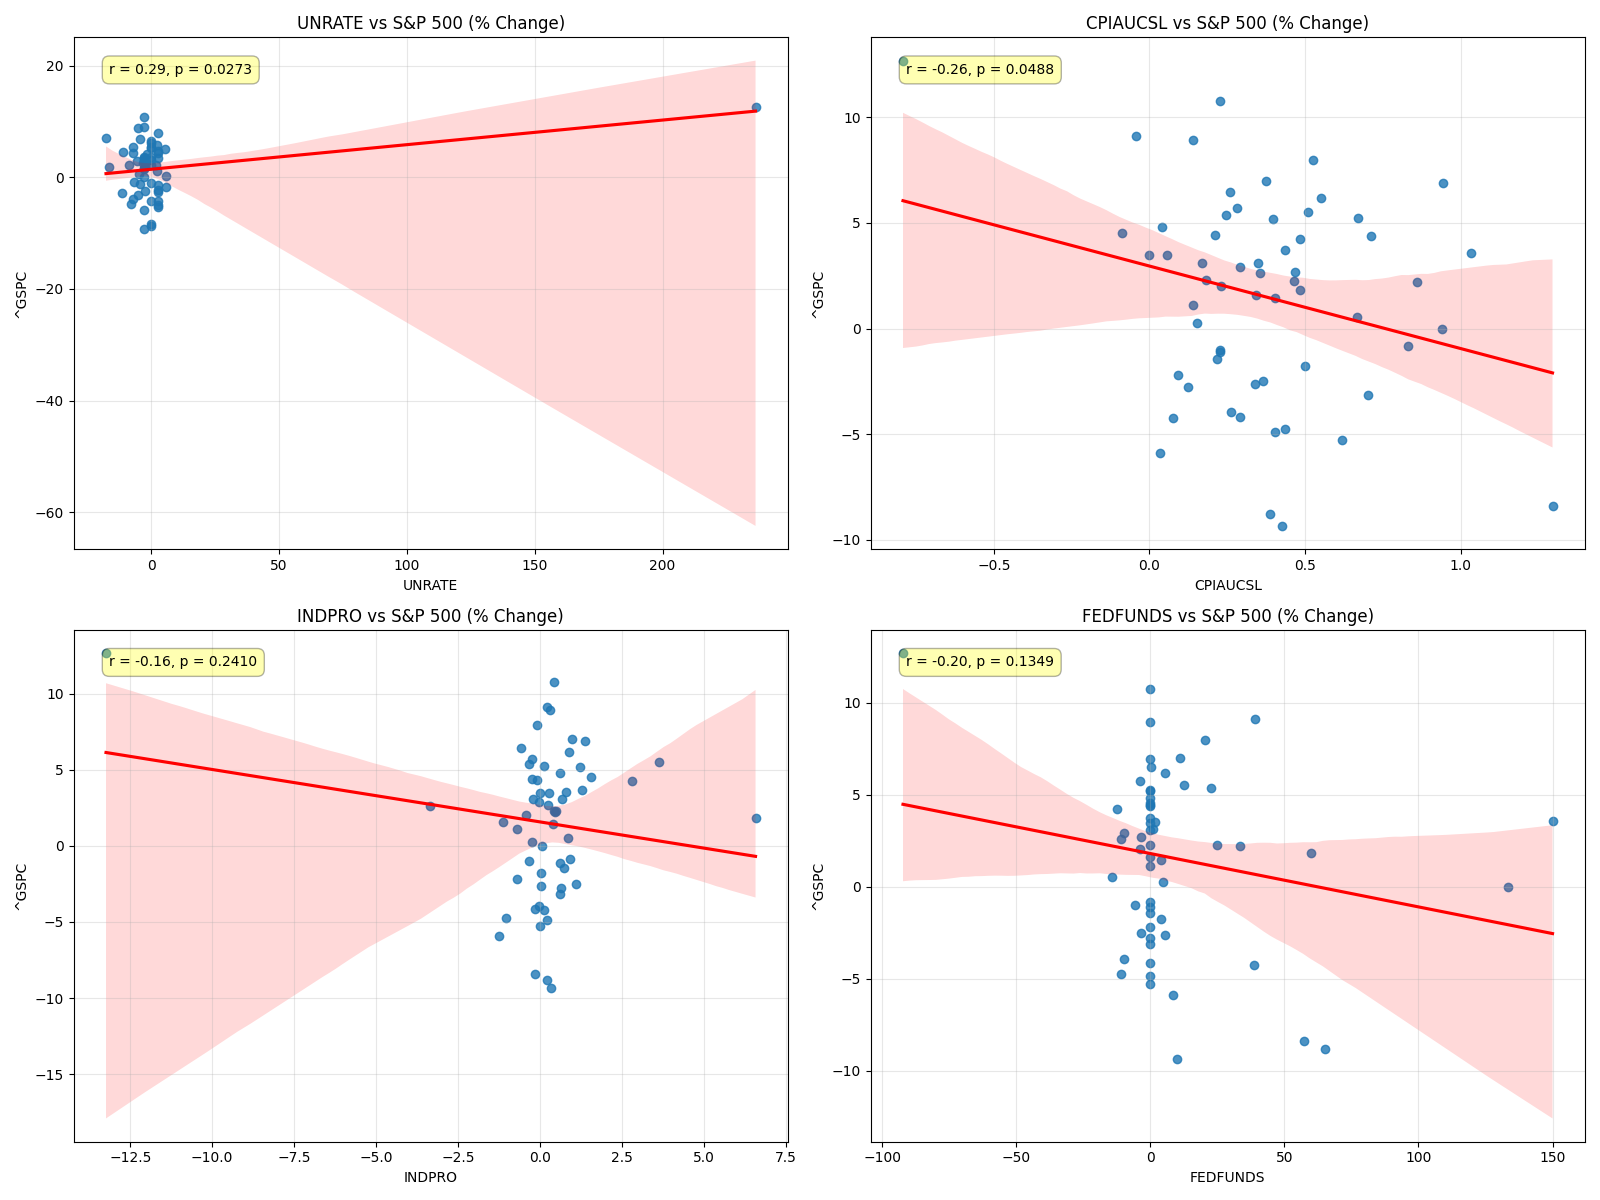 UNRATE vs S&P 500 (% Change)
r = 0.29, p = 0.0273
20
0
−20
−40
−60
^GSPC
0
50
100
150
200
UNRATE
CPIAUCSL vs S&P 500 (% Change)
r = -0.26, p = 0.0488
10
5
0
−5
−10
^GSPC
−0.5
0.0
0.5
1.0
CPIAUCSL
INDPRO vs S&P 500 (% Change)
r = -0.16, p = 0.2410
10
5
0
−5
−10
−15
^GSPC
−12.5
−10.0
−7.5
−5.0
−2.5
0.0
2.5
5.0
7.5
INDPRO
FEDFUNDS vs S&P 500 (% Change)
r = -0.20, p = 0.1349
10
5
0
−5
−10
^GSPC
−100
−50
0
50
100
150
FEDFUNDS